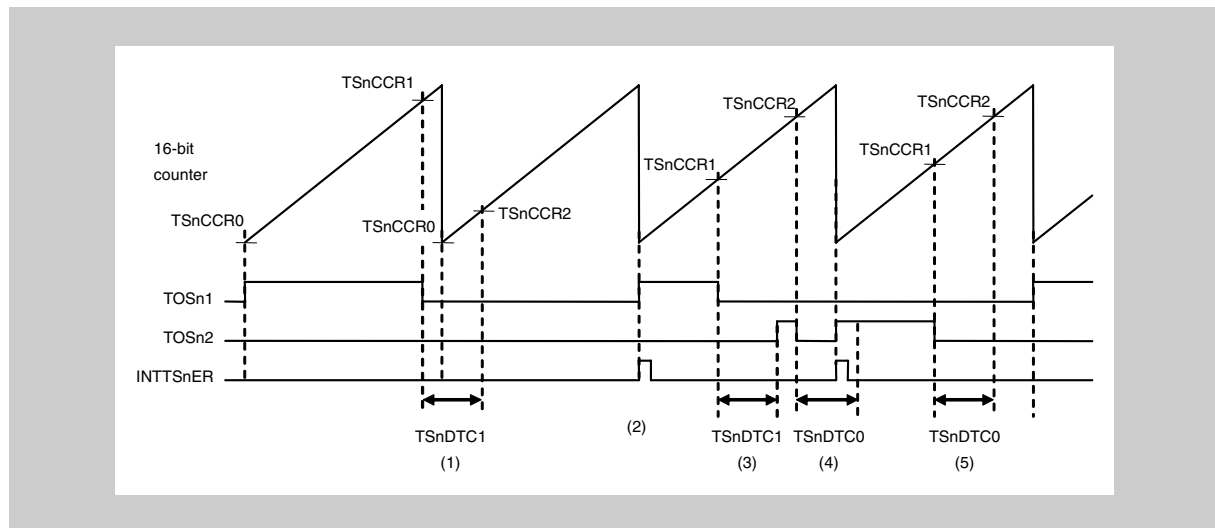 TSnCCR1
TSnCCR2
TSnCCR2
16-bit
counter
TSnCCR1
TSnCCR1
TSnCCR0
TSnCCR0
TSnCCR2
TOSn1
TOSn2
INTTSnER
(2)
TSnDTC1
TSnDTC1
TSnDTC0
TSnDTC0
(1)
(3)
(4)
(5)